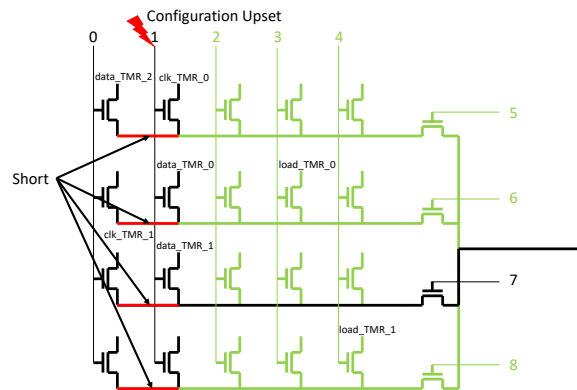 Configuration Upset
0 1 2 3 4
data_TMR_2 clk_TMR_0
5
data_TMR_0 load_TMR_0
Short
6
clk_TMR_1 data_TMR_1
7
load_TMR_1
8